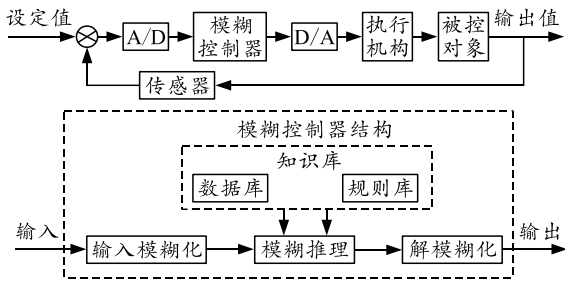 设定值
A/D
模糊
控制器
D/A
执行
机构
被控
对象
输出值
传感器
模糊控制器结构
知识库
数据库
规则库
输入
输入模糊化
模糊推理
解模糊化
输出